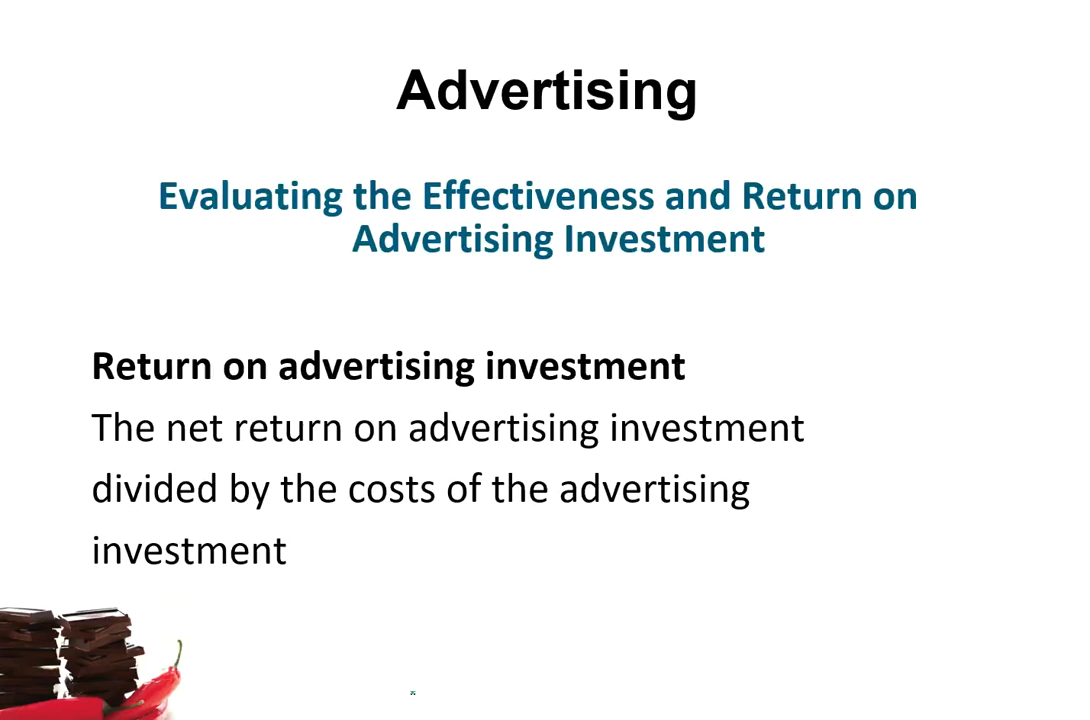 Advertising
Evaluating the Effectiveness and Return on
Advertising Investment
Return on advertising investment
The net return on advertising investment
divided by the costs of the advertising
investment